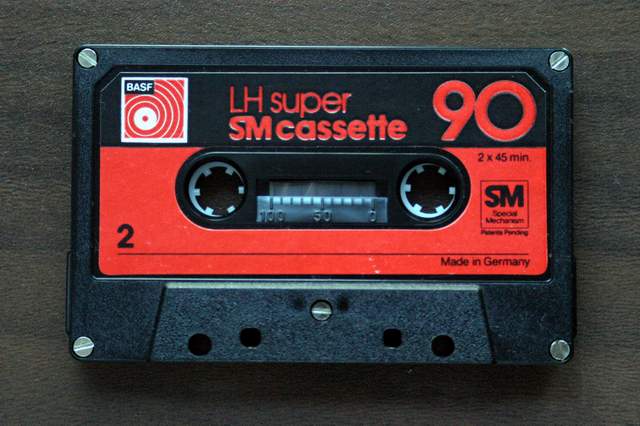 BASF
LH super
SM cassette
90
2 x 45 min.
100 50 0
SM
Special
Mechanism
Patents Pending
2
Made in Germany